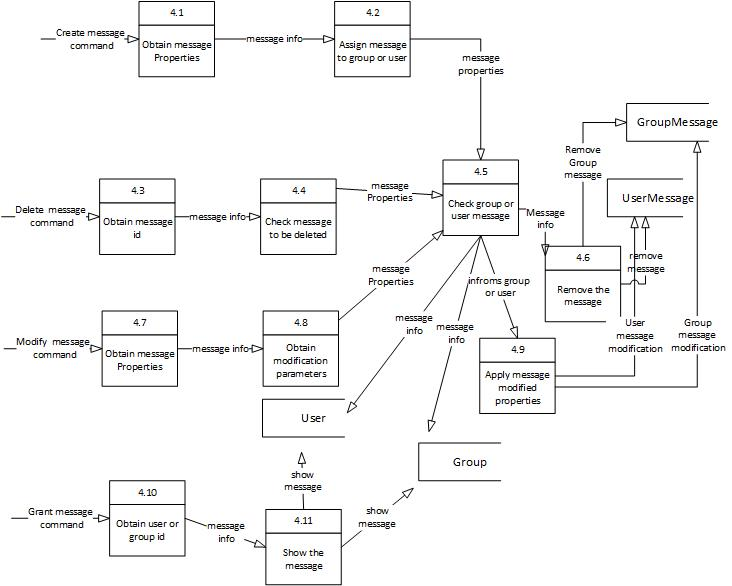 4.1
Obtain message
Properties
4.2
Assign message
to group or user
Create message
command
message info
message
properties
GroupMessage
Remove
Group
message
4.5
Check group or
user message
4.3
Obtain message
id
4.4
Check message
to be deleted
message
Properties
UserMessage
Delete message
command
message info
Message
info
4.6
Remove the
message
remove
message
message
Properties
infroms group
or user
4.7
Obtain message
Properties
4.8
Obtain
modification
parameters
message
info
message
info
User
message
modification
Group
message
modification
Modify message
command
message info
4.9
Apply message
modified
properties
User
Group
show
message
4.10
Obtain user or
group id
Grant message
command
message
info
4.11
Show the
message
show
message